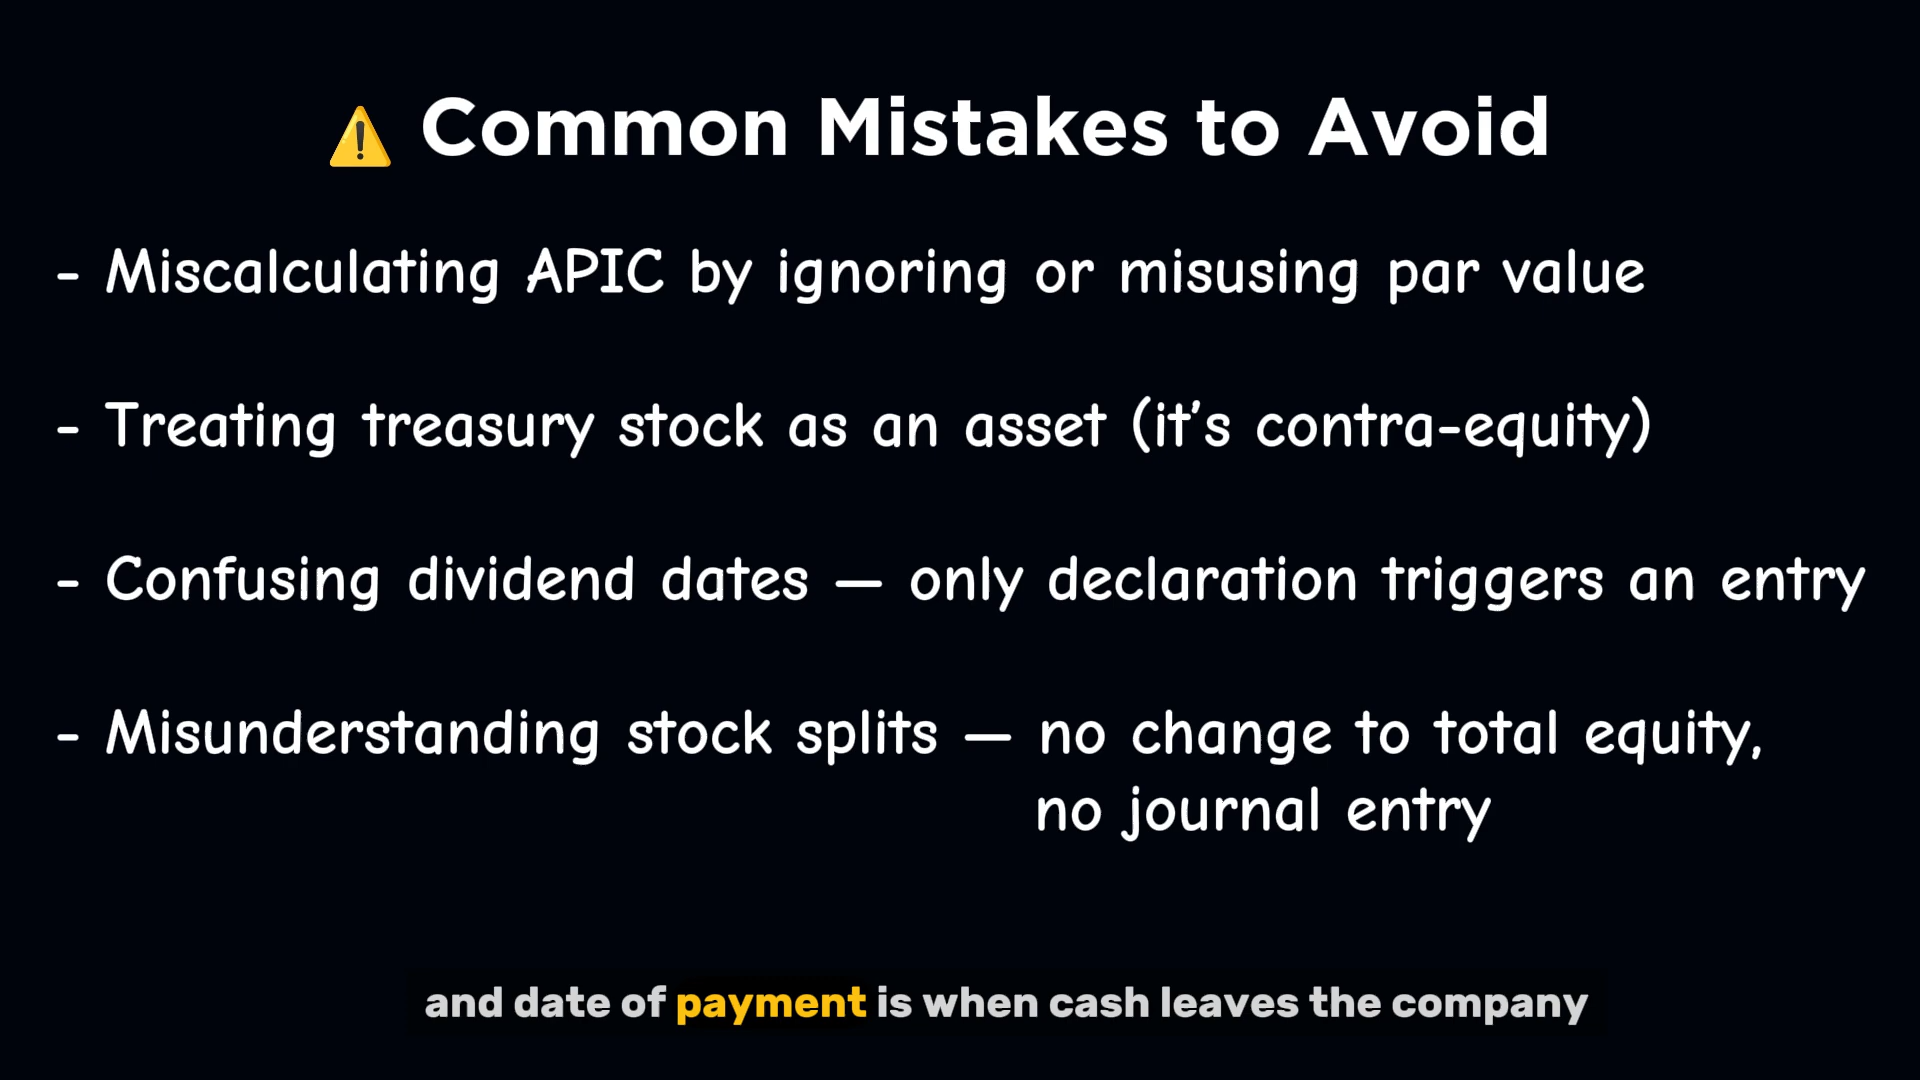 ⚠️ Common Mistakes to Avoid
- Miscalculating APIC by ignoring or misusing par value
- Treating treasury stock as an asset (it's contra-equity)
- Confusing dividend dates — only declaration triggers an entry
- Misunderstanding stock splits — no change to total equity,
no journal entry
and date of payment is when cash leaves the company